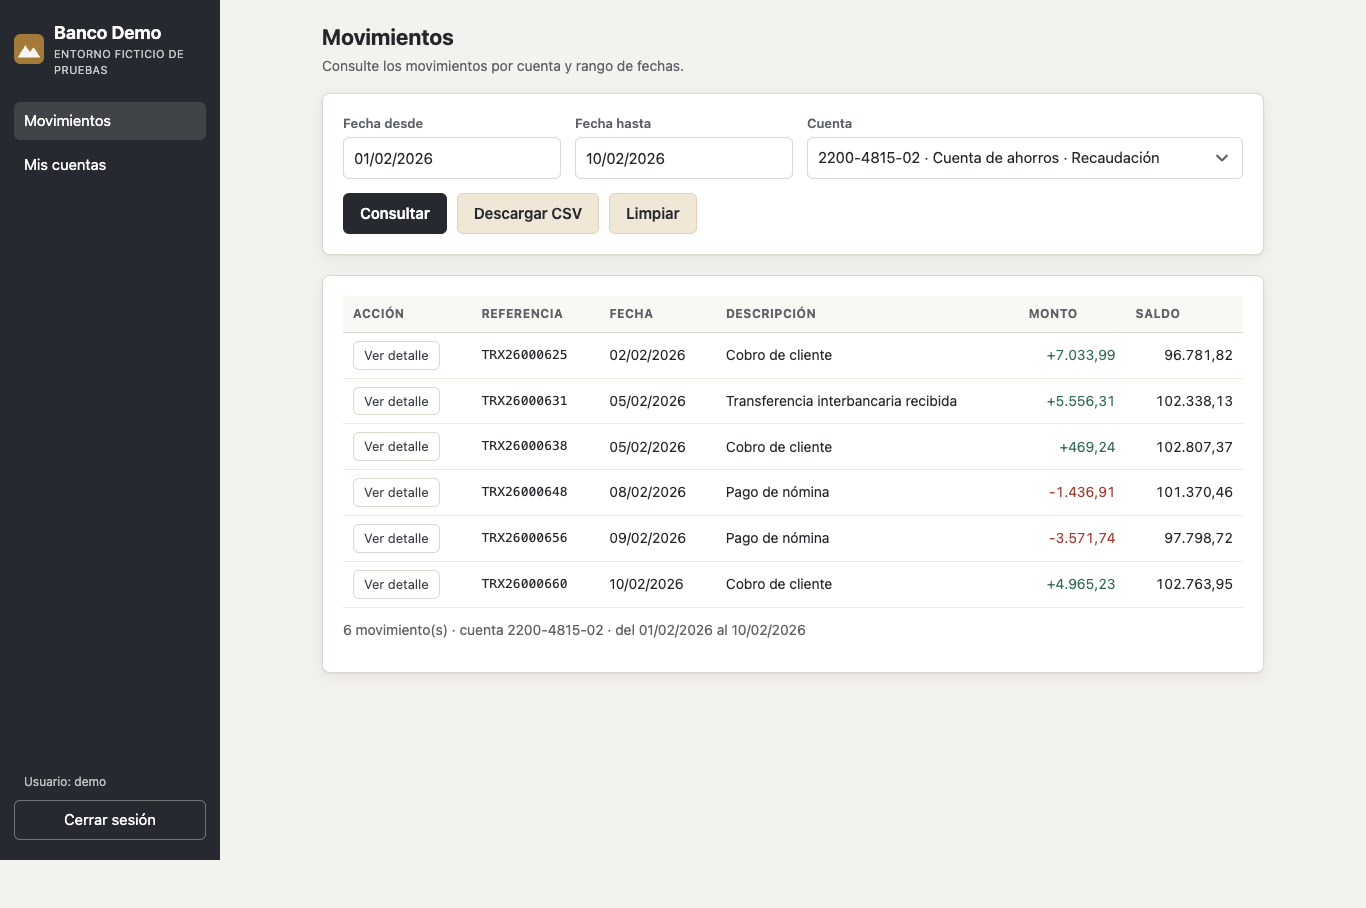 Banco Demo
ENTORNO FICTICIO DE
PRUEBAS
Movimientos
Mis cuentas
Usuario: demo
Cerrar sesión
Movimientos
Consulte los movimientos por cuenta y rango de fechas.
Fecha desde Fecha hasta Cuenta
01/02/2026 10/02/2026 2200-4815-02 · Cuenta de ahorros · Recaudación
Consultar Descargar CSV Limpiar
ACCIÓN REFERENCIA FECHA DESCRIPCIÓN MONTO SALDO
Ver detalle TRX26000625 02/02/2026 Cobro de cliente +7.033,99 96.781,82
Ver detalle TRX26000631 05/02/2026 Transferencia interbancaria recibida +5.556,31 102.338,13
Ver detalle TRX26000638 05/02/2026 Cobro de cliente +469,24 102.807,37
Ver detalle TRX26000648 08/02/2026 Pago de nómina -1.436,91 101.370,46
Ver detalle TRX26000656 09/02/2026 Pago de nómina -3.571,74 97.798,72
Ver detalle TRX26000660 10/02/2026 Cobro de cliente +4.965,23 102.763,95
6 movimiento(s) · cuenta 2200-4815-02 · del 01/02/2026 al 10/02/2026